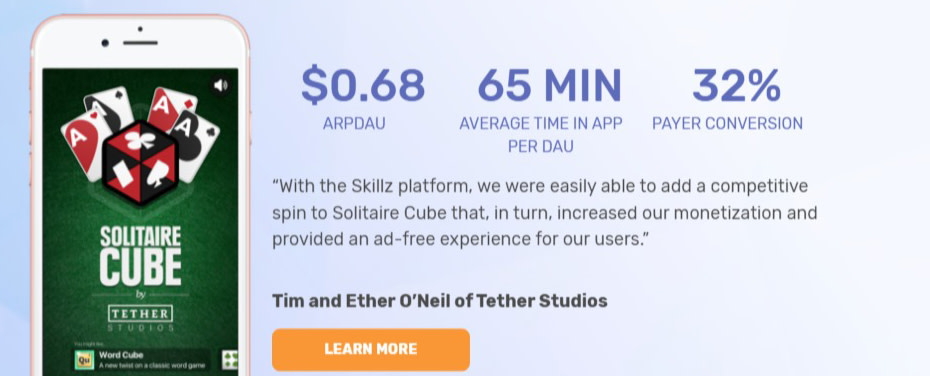 $0.68
ARPDAU
65 MIN
AVERAGE TIME IN APP
PER DAU
32%
PAYER CONVERSION
“With the Skillz platform, we were easily able to add a competitive
spin to Solitaire Cube that, in turn, increased our monetization and
provided an ad-free experience for our users.”
Tim and Ether O’Neil of Tether Studios
LEARN MORE
A
A
A
A
SOLITAIRE
CUBE
by
TETHER
STUDIOS
You might like
Qu
Word Cube
A new twist on a classic word game